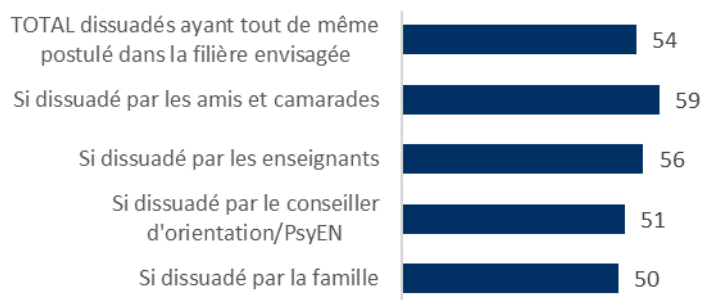 TOTAL dissuadés ayant tout de même
postulé dans la filière envisagée
54
Si dissuadé par les amis et camarades
59
Si dissuadé par les enseignants
56
Si dissuadé par le conseiller
d'orientation/PsyEN
51
Si dissuadé par la famille
50